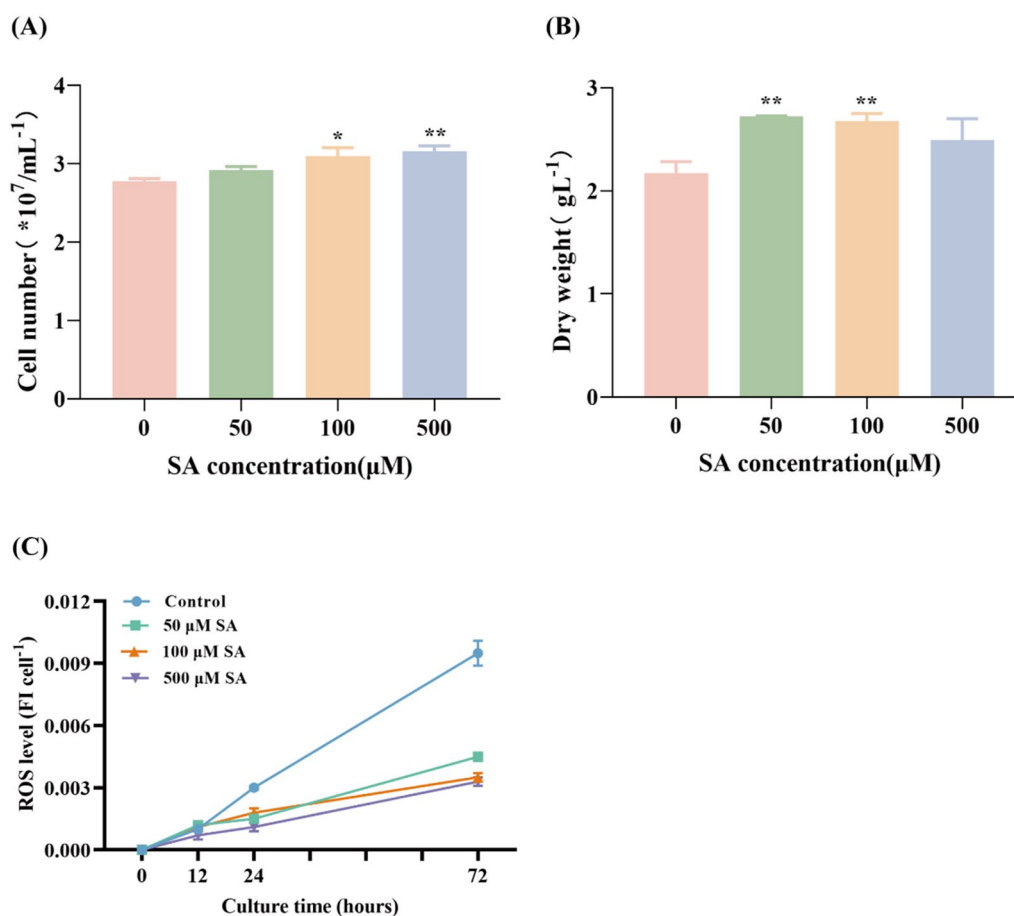 (A)
Cell number( *10⁷/mL⁻¹)
4
3
2
1
0
*
**
0 50 100 500
SA concentration(μM)
(B)
Dry weight( gL⁻¹)
3
2
1
0
** **
0 50 100 500
SA concentration(μM)
(C)
ROS level (FI cell⁻¹)
0.012
0.009
0.006
0.003
0.000
Control
50 μM SA
100 μM SA
500 μM SA
0 12 24 72
Culture time (hours)